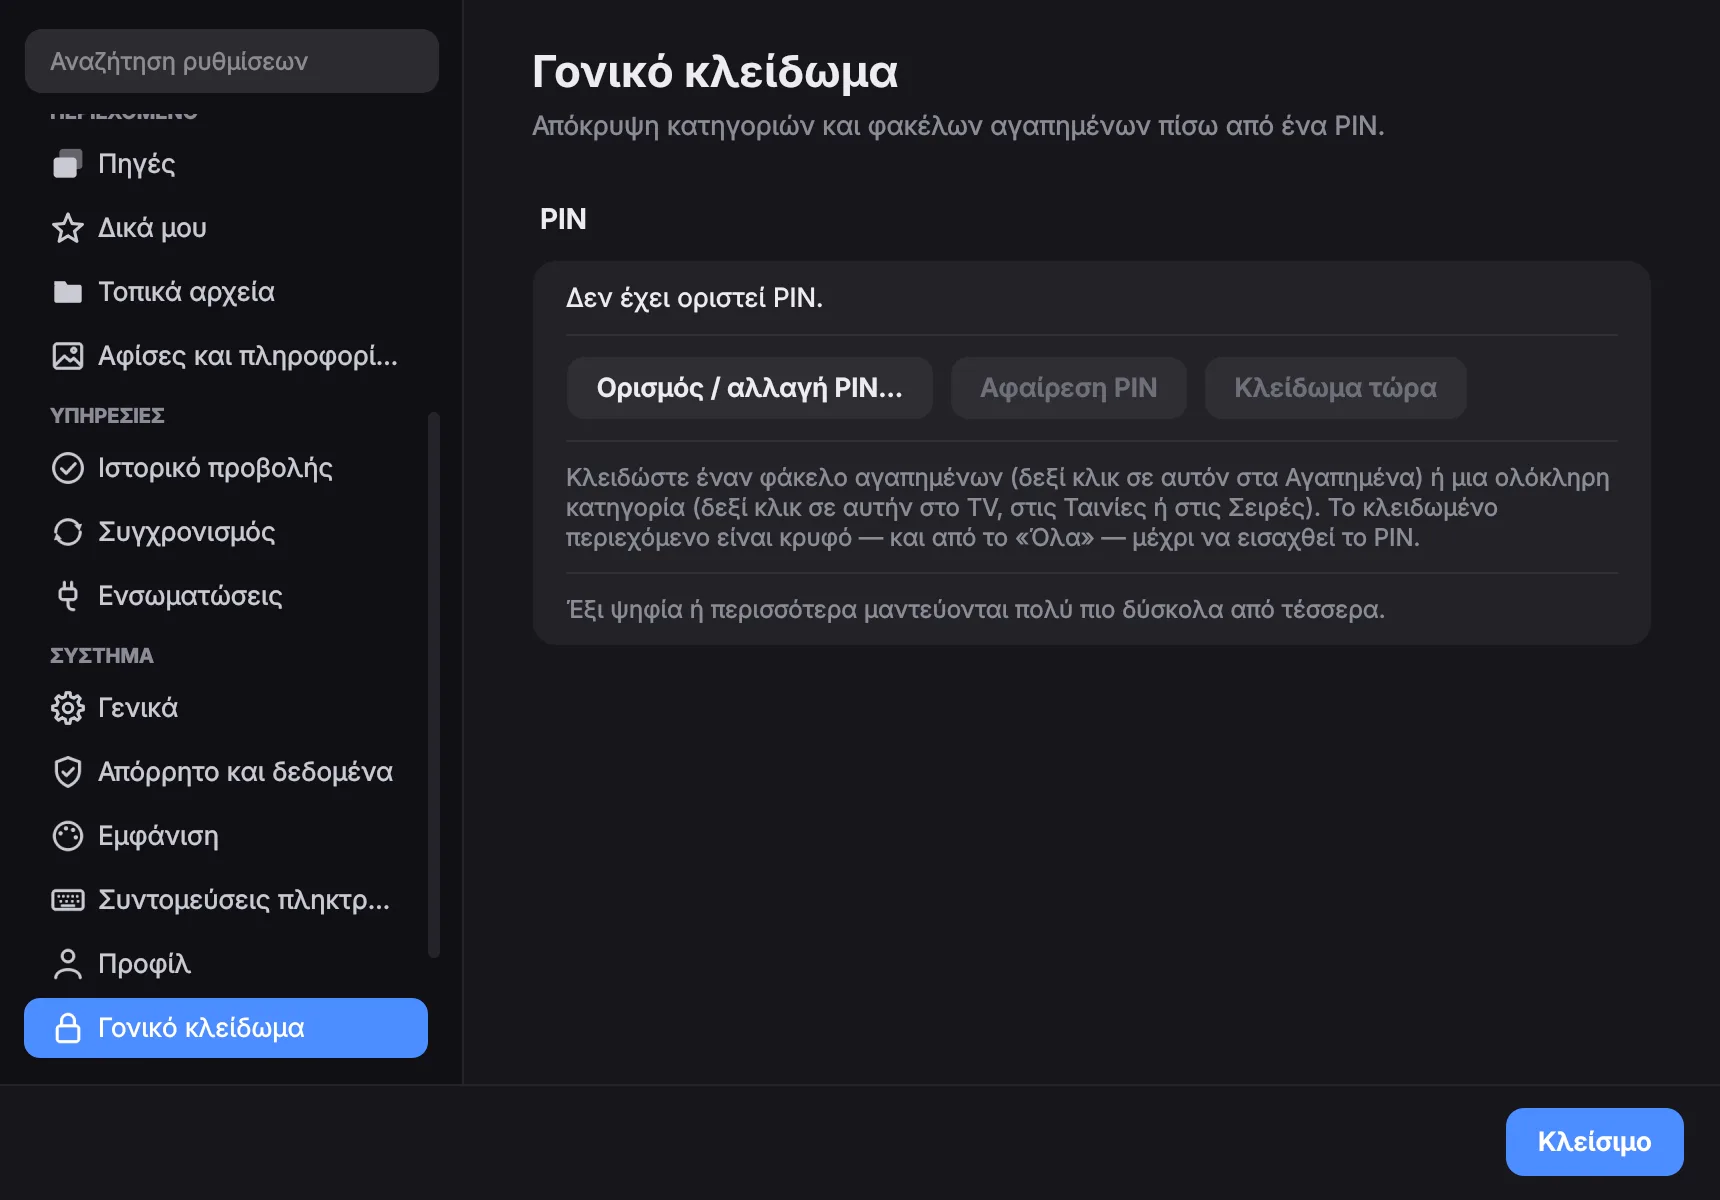 Αναζήτηση ρυθμίσεων
ΠΕΡΙΕΧΟΜΕΝΟ
Πηγές
Δικά μου
Τοπικά αρχεία
Αφίσες και πληροφορί...
ΥΠΗΡΕΣΙΕΣ
Ιστορικό προβολής
Συγχρονισμός
Ενσωματώσεις
ΣΥΣΤΗΜΑ
Γενικά
Απόρρητο και δεδομένα
Εμφάνιση
Συντομεύσεις πληκτρ...
Προφίλ
Γονικό κλείδωμα
Γονικό κλείδωμα
Απόκρυψη κατηγοριών και φακέλων αγαπημένων πίσω από ένα PIN.
PIN
Δεν έχει οριστεί PIN.
Ορισμός / αλλαγή PIN...
Αφαίρεση PIN
Κλείδωμα τώρα
Κλειδώστε έναν φάκελο αγαπημένων (δεξί κλικ σε αυτόν στα Αγαπημένα) ή μια ολόκληρη
κατηγορία (δεξί κλικ σε αυτήν στο TV, στις Ταινίες ή στις Σειρές). Το κλειδωμένο
περιεχόμενο είναι κρυφό — και από το «Όλα» — μέχρι να εισαχθεί το PIN.
Έξι ψηφία ή περισσότερα μαντεύονται πολύ πιο δύσκολα από τέσσερα.
Κλείσιμο